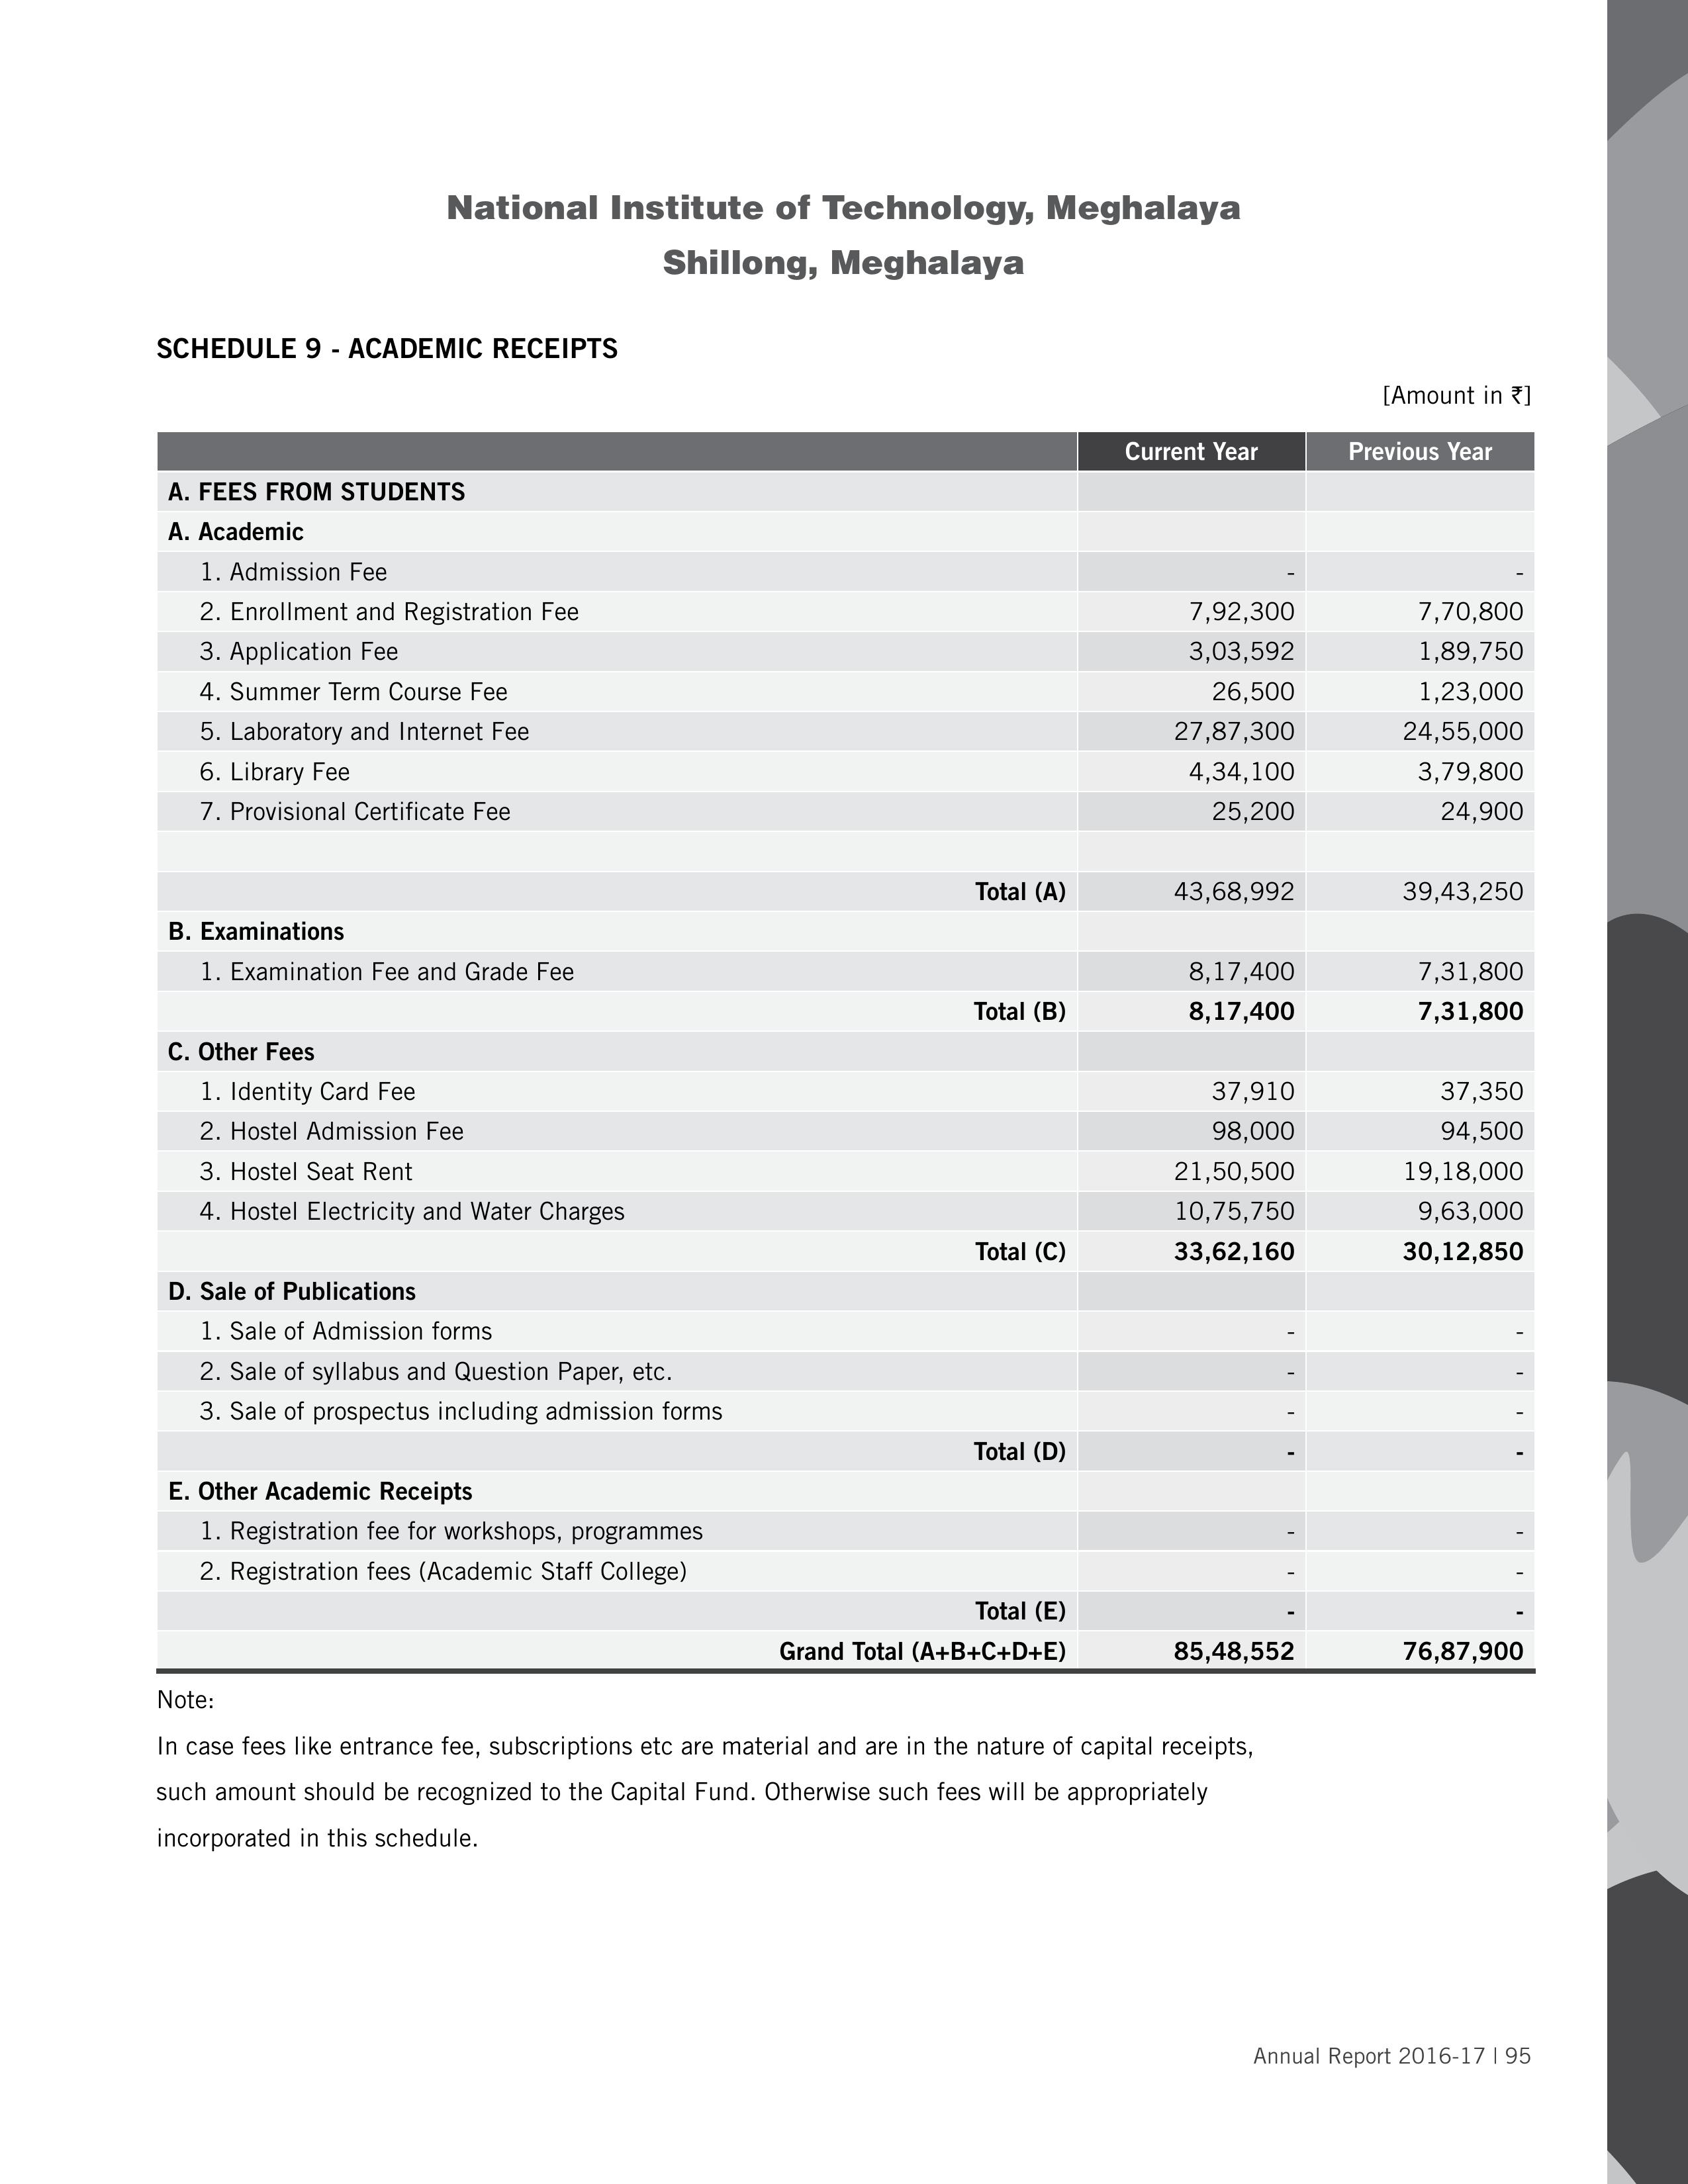 National Institute of Technology, Meghalaya
Shillong, Meghalaya
SCHEDULE 9 - ACADEMIC RECEIPTS
[Amount in ₹]
Current Year Previous Year
A. FEES FROM STUDENTS
A. Academic
1. Admission Fee - -
2. Enrollment and Registration Fee 7,92,300 7,70,800
3. Application Fee 3,03,592 1,89,750
4. Summer Term Course Fee 26,500 1,23,000
5. Laboratory and Internet Fee 27,87,300 24,55,000
6. Library Fee 4,34,100 3,79,800
7. Provisional Certificate Fee 25,200 24,900
Total (A) 43,68,992 39,43,250
B. Examinations
1. Examination Fee and Grade Fee 8,17,400 7,31,800
Total (B) 8,17,400 7,31,800
C. Other Fees
1. Identity Card Fee 37,910 37,350
2. Hostel Admission Fee 98,000 94,500
3. Hostel Seat Rent 21,50,500 19,18,000
4. Hostel Electricity and Water Charges 10,75,750 9,63,000
Total (C) 33,62,160 30,12,850
D. Sale of Publications
1. Sale of Admission forms - -
2. Sale of syllabus and Question Paper, etc. - -
3. Sale of prospectus including admission forms - -
Total (D) - -
E. Other Academic Receipts
1. Registration fee for workshops, programmes - -
2. Registration fees (Academic Staff College) - -
Total (E) - -
Grand Total (A+B+C+D+E) 85,48,552 76,87,900
Note:
In case fees like entrance fee, subscriptions etc are material and are in the nature of capital receipts,
such amount should be recognized to the Capital Fund. Otherwise such fees will be appropriately
incorporated in this schedule.
Annual Report 2016-17 | 95